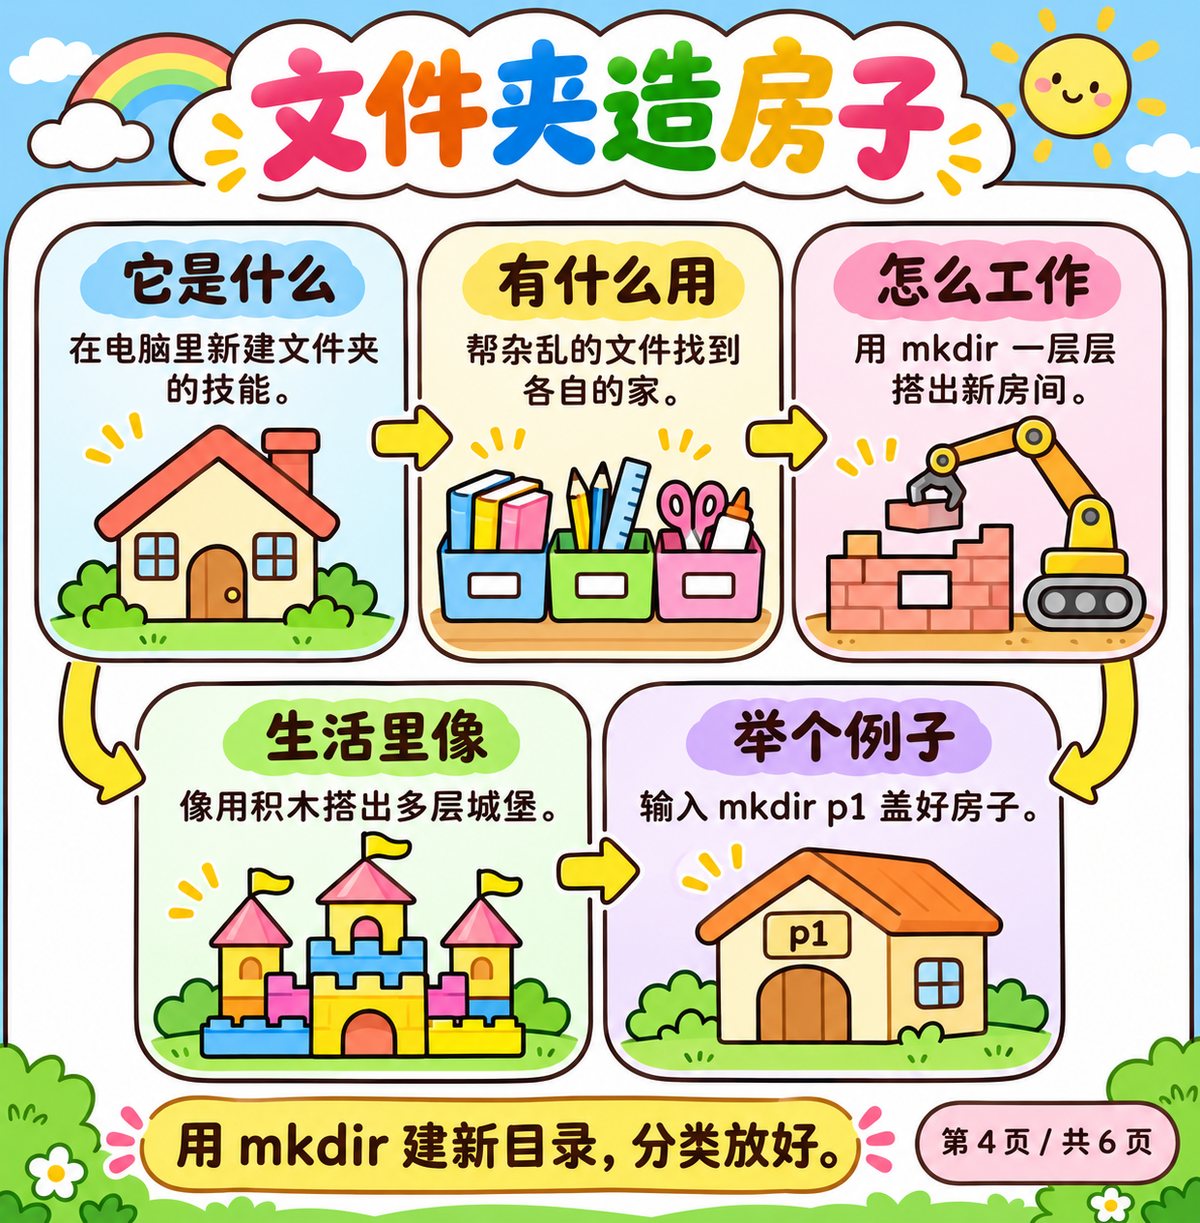 文件夹造房子
它是什么
在电脑里新建文件夹
的技能。
有什么用
帮杂乱的文件找到
各自的家。
怎么工作
用 mkdir 一层层
搭出新房间。
生活里像
像用积木搭出多层城堡。
举个例子
输入 mkdir p1 盖好房子。
p1
用 mkdir 建新目录，分类放好。
第 4 页 / 共 6 页